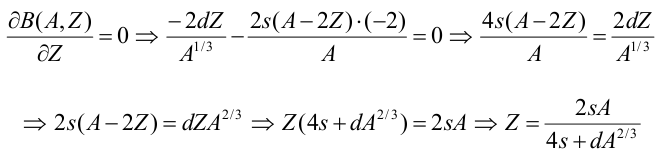 ∂B(A,Z)/∂Z = 0 ⇒ −2dZ/A^{1/3} − 2s(A−2Z)·(−2)/A = 0 ⇒ 4s(A−2Z)/A = 2dZ/A^{1/3}
⇒ 2s(A−2Z) = dZA^{2/3} ⇒ Z(4s+dA^{2/3}) = 2sA ⇒ Z = 2sA/(4s+dA^{2/3})